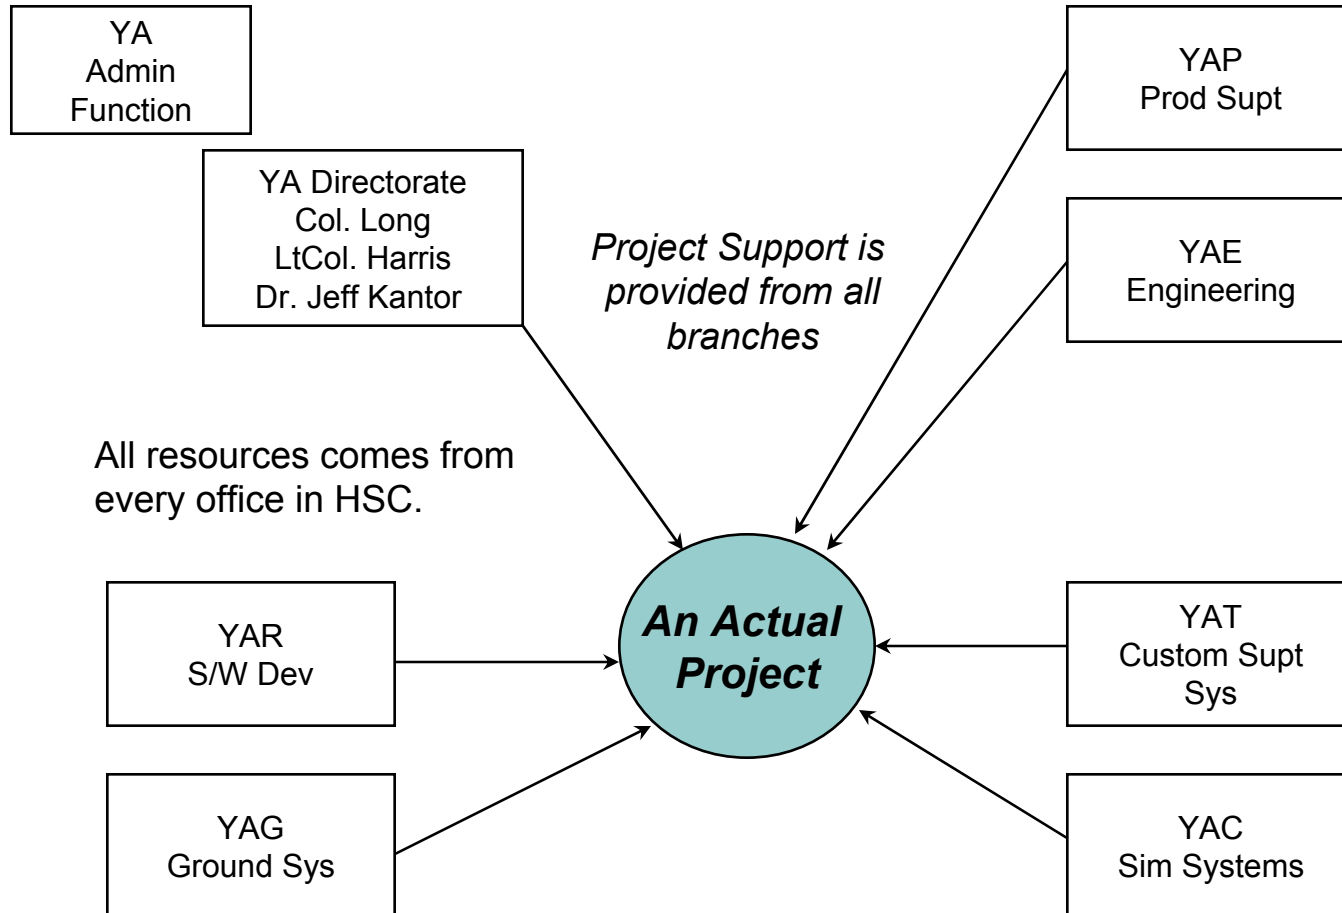 YA
Admin
Function
YAP
Prod Supt
YA Directorate
Col. Long
LtCol. Harris
Dr. Jeff Kantor
Project Support is
provided from all
branches
YAE
Engineering
All resources comes from
every office in HSC.
An Actual
Project
YAR
S/W Dev
YAT
Custom Supt
Sys
YAG
Ground Sys
YAC
Sim Systems